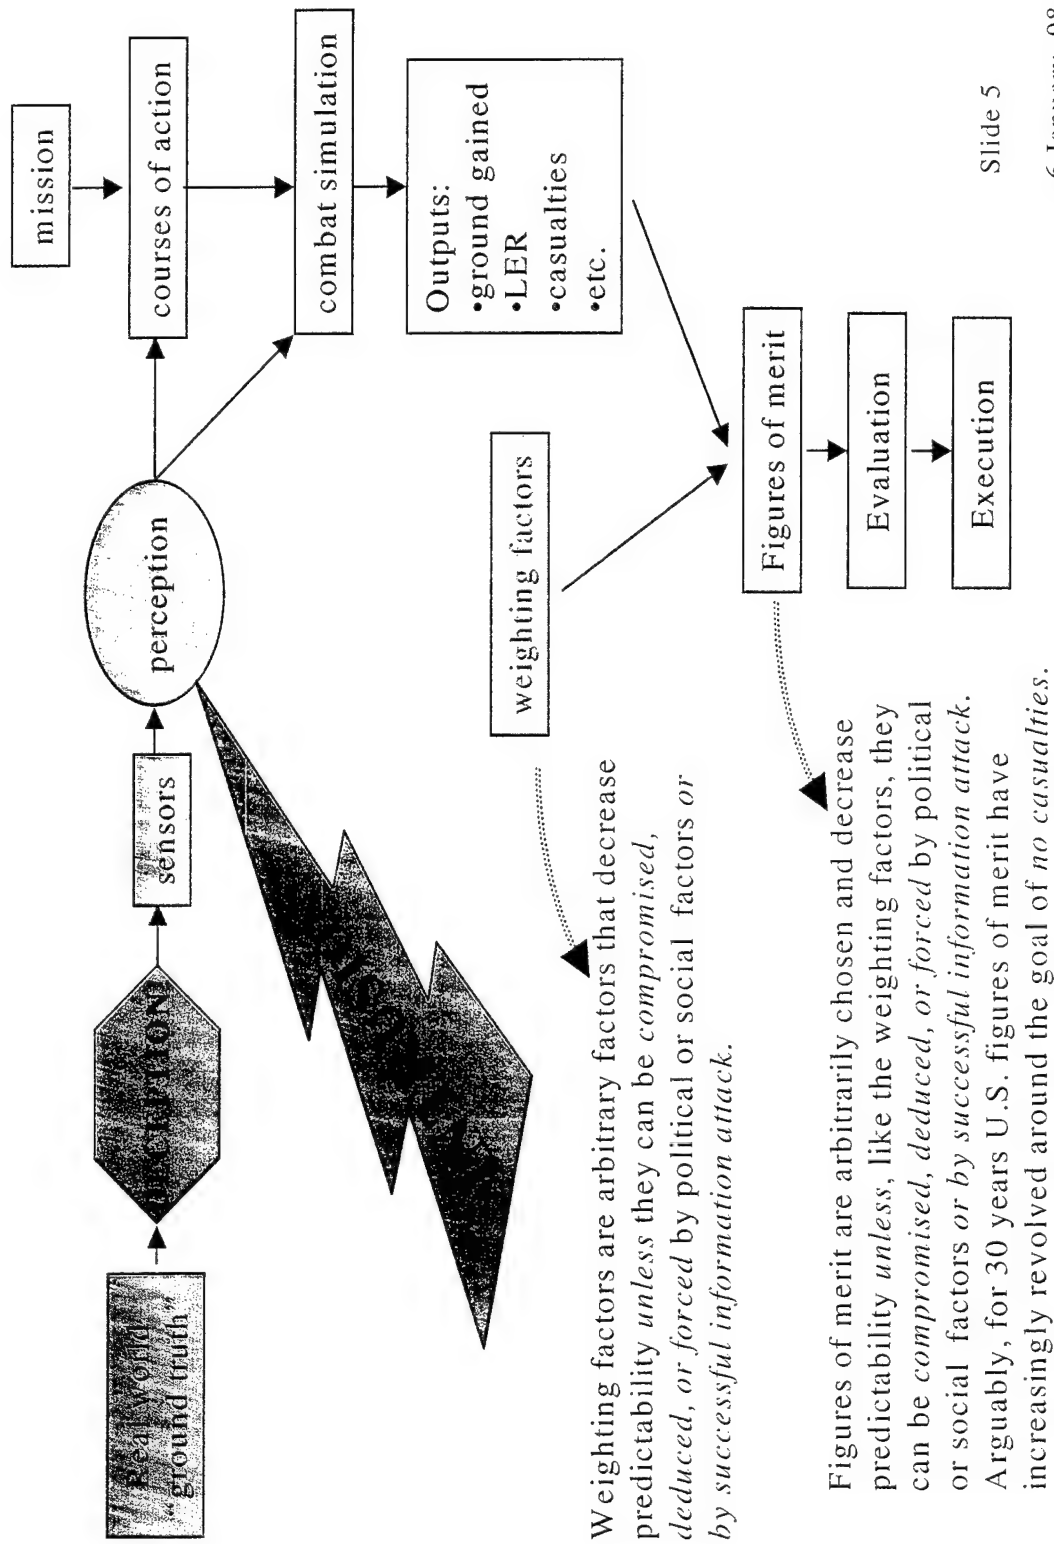 mission
courses of action
combat simulation
Outputs:
•ground gained
•LER
•casualties
•etc.
perception
sensors
DECEPTION
Real World
“ground truth”
weighting factors
Figures of merit
Evaluation
Execution
Weighting factors are arbitrary factors that decrease
predictability unless they can be compromised,
deduced, or forced by political or social factors or
by successful information attack.
Figures of merit are arbitrarily chosen and decrease
predictability unless, like the weighting factors, they
can be compromised, deduced, or forced by political
or social factors or by successful information attack.
Arguably, for 30 years U.S. figures of merit have
increasingly revolved around the goal of no casualties.
Slide 5
6 January, 98